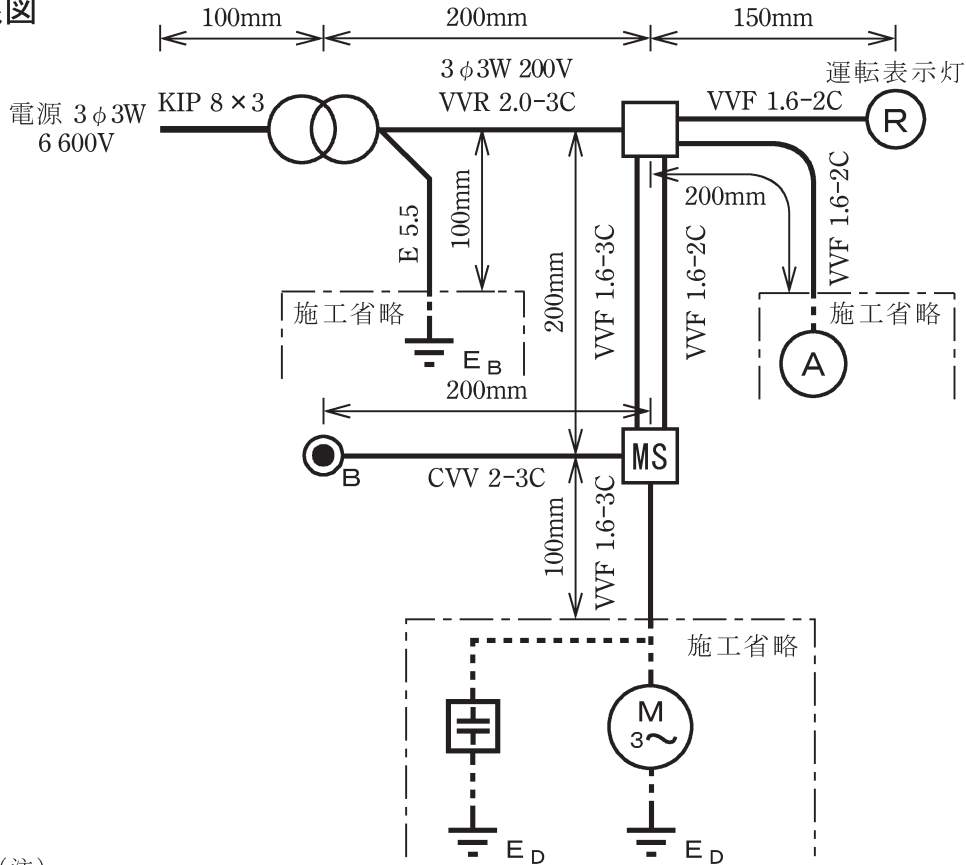 図
100mm
200mm
150mm
3φ3W 200V
運転表示灯
電源 3φ3W
6 600V
KIP 8×3
VVR 2.0-3C
VVF 1.6-2C
R
E 5.5
100mm
200mm
VVF 1.6-3C
VVF 1.6-2C
200mm
VVF 1.6-2C
施工省略
施工省略
EB
A
200mm
MS
B
CVV 2-3C
100mm
VVF 1.6-3C
施工省略
M
3～
ED
ED